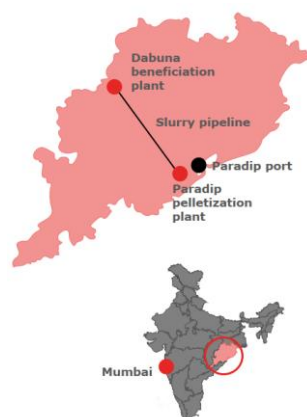 Dabuna
beneficiation
plant
Slurry pipeline
Paradip port
Paradip
pelletization
plant
Mumbai